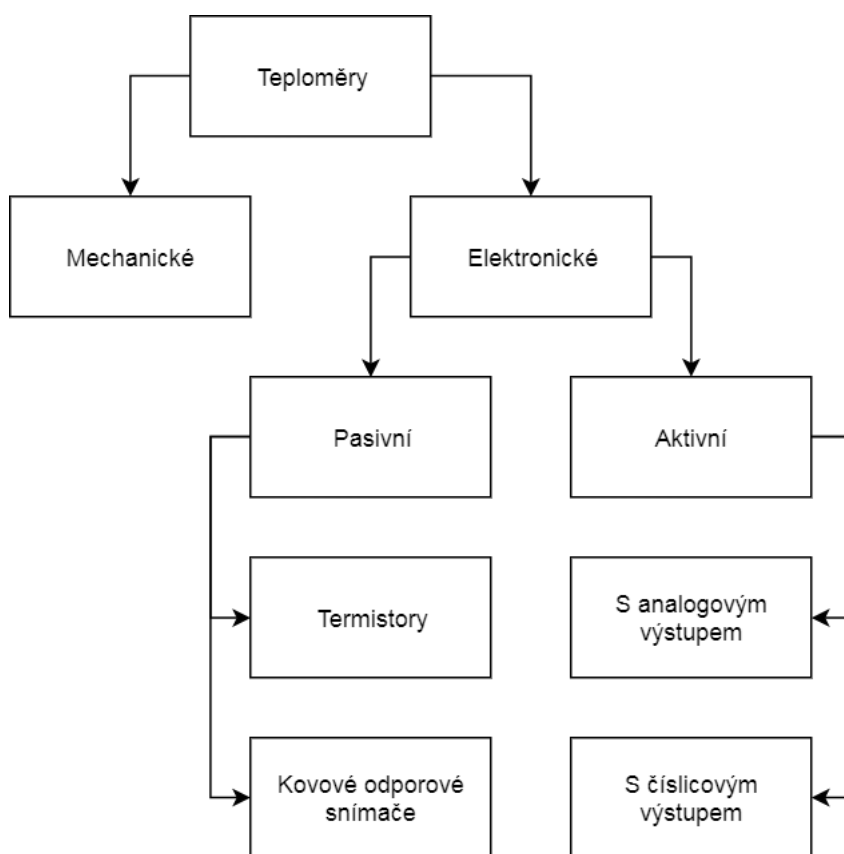 Teploměry
Mechanické
Elektronické
Pasivní
Aktivní
Termistory
S analogovým
výstupem
Kovové odporové
snímače
S číslicovým
výstupem